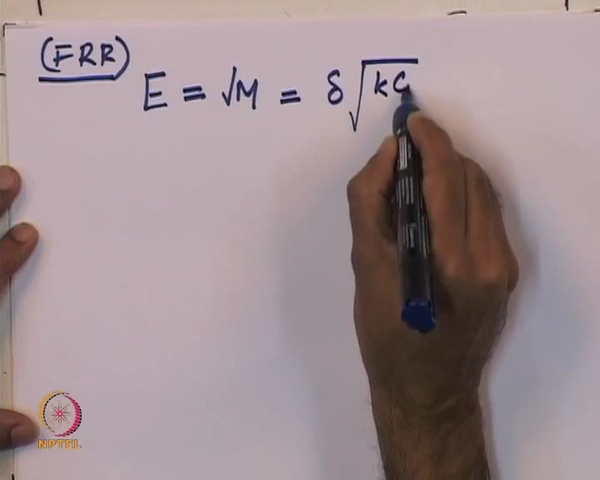 (FRR)
E = √M = δ√kC
NPTEL